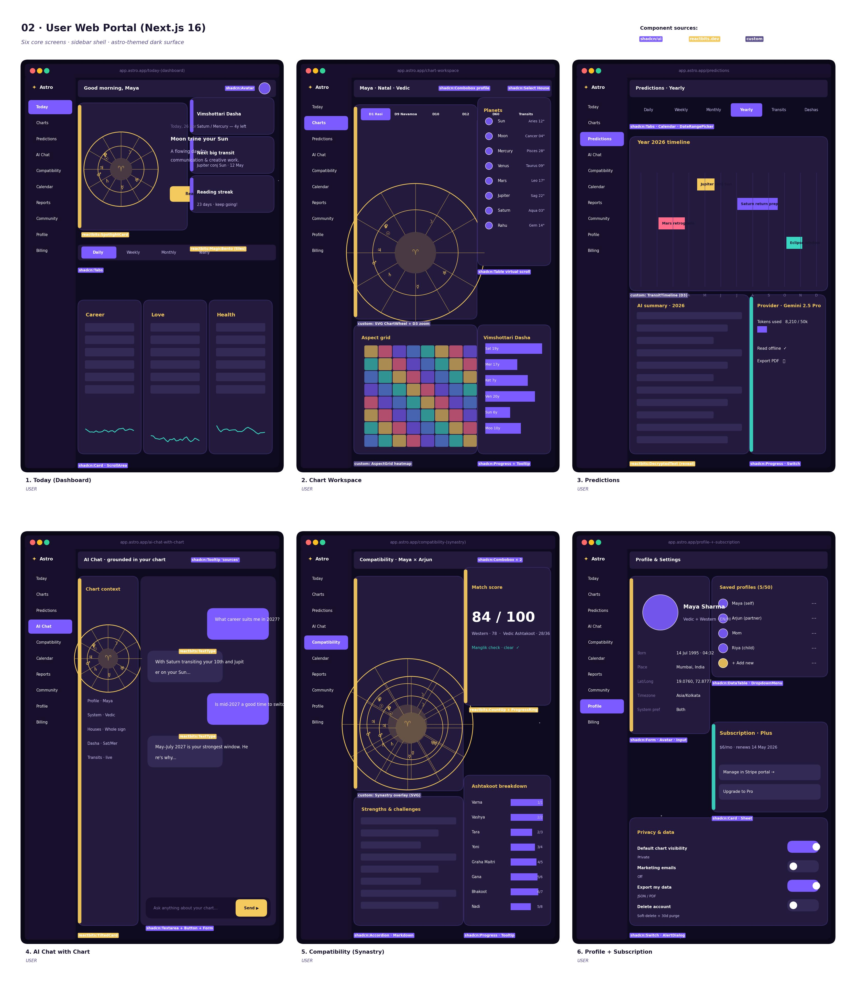 02 · User Web Portal (Next.js 16)
Six core screens · sidebar shell · astro-themed dark surface
Component sources:
shadcn/ui
reactbits.dev
custom
app.astro.app/today-(dashboard)
✦ Astro
Today
Charts
Predictions
AI Chat
Compatibility
Calendar
Reports
Community
Profile
Billing
Good morning, Maya
shadcn:Avatar
Today, 26
Moon trine your Sun
A flowing day for
communication & creative work.
Vimshottari Dasha
Saturn / Mercury — 4y left
Next big transit
Jupiter conj Sun · 12 May
Reading streak
23 days · keep going!
reactbits:SpotlightCard
reactbits:MagicBento (tiles)
Daily
Weekly
Monthly
Yearly
shadcn:Tabs
Career
Love
Health
shadcn:Card · ScrollArea
1. Today (Dashboard)
USER
app.astro.app/chart-workspace
✦ Astro
Today
Charts
Predictions
AI Chat
Compatibility
Calendar
Reports
Community
Profile
Billing
Maya · Natal · Vedic
shadcn:Combobox profile
shadcn:Select House
D1 Rasi
D9 Navamsa
D10
D12
D60
Transits
Planets
Sun Aries 12°
Moon Cancer 04°
Mercury Pisces 28°
Venus Taurus 09°
Mars Leo 17°
Jupiter Sag 22°
Saturn Aqua 03°
Rahu Gem 14°
shadcn:Table virtual scroll
custom: SVG ChartWheel + D3 zoom
Aspect grid
Vimshottari Dasha
Sat 19y
Mer 17y
Ket 7y
Ven 20y
Sun 6y
Moo 10y
custom: AspectGrid heatmap
shadcn:Progress + Tooltip
2. Chart Workspace
USER
app.astro.app/predictions
✦ Astro
Today
Charts
Predictions
AI Chat
Compatibility
Calendar
Reports
Community
Profile
Billing
Predictions · Yearly
Daily
Weekly
Monthly
Yearly
Transits
Dashas
shadcn:Tabs · Calendar · DateRangePicker
Year 2026 timeline
Jupiter
Saturn return prep
Mars retrograde
Eclipse
custom: TransitTimeline (D3)
A M J J A S O N D
AI summary · 2026
Provider · Gemini 2.5 Pro
Tokens used 8,210 / 50k
Read offline ✓
Export PDF
reactbits:DecryptedText (reveal)
shadcn:Progress · Switch
3. Predictions
USER
app.astro.app/ai-chat-with-chart
✦ Astro
Today
Charts
Predictions
AI Chat
Compatibility
Calendar
Reports
Community
Profile
Billing
AI Chat · grounded in your chart
shadcn:Tooltip 'sources'
Chart context
Profile · Maya
System · Vedic
Houses · Whole sign
Dasha · Sat/Mer
Transits · live
What career suits me in 2027?
reactbits:TextType
With Saturn transiting your 10th and Jupit
er on your Sun...
Is mid-2027 a good time to switc
reactbits:TextType
May–July 2027 is your strongest window. He
re's why...
Ask anything about your chart...
Send ▶
shadcn:Textarea + Button + Form
reactbits:TiltedCard
4. AI Chat with Chart
USER
app.astro.app/compatibility-(synastry)
✦ Astro
Today
Charts
Predictions
AI Chat
Compatibility
Calendar
Reports
Community
Profile
Billing
Compatibility · Maya × Arjun
shadcn:Combobox × 2
Match score
84 / 100
Western · 78 · Vedic Ashtakoot · 28/36
Manglik check · clear ✓
reactbits:CountUp + ProgressRing
custom: Synastry overlay (SVG)
Strengths & challenges
Ashtakoot breakdown
Varna 1/1
Vashya 2/2
Tara 2/3
Yoni 3/4
Graha Maitri 4/5
Gana 5/6
Bhakoot 6/7
Nadi 5/8
shadcn:Accordion · Markdown
shadcn:Progress · Tooltip
5. Compatibility (Synastry)
USER
app.astro.app/profile-+-subscription
✦ Astro
Today
Charts
Predictions
AI Chat
Compatibility
Calendar
Reports
Community
Profile
Billing
Profile & Settings
Maya Sharma
Vedic + Western · EN/HI
Born 14 Jul 1995 · 04:32
Place Mumbai, India
Lat/Long 19.0760, 72.8777
Timezone Asia/Kolkata
System pref Both
shadcn:Form · Avatar · Input
Saved profiles (5/50)
Maya (self) ⋯
Arjun (partner) ⋯
Mom ⋯
Riya (child) ⋯
+ Add new ⋯
shadcn:DataTable · DropdownMenu
Subscription · Plus
$6/mo · renews 14 May 2026
Manage in Stripe portal →
Upgrade to Pro
shadcn:Card · Sheet
Privacy & data
Default chart visibility
Private
Marketing emails
Off
Export my data
JSON / PDF
Delete account
Soft-delete + 30d purge
shadcn:Switch · AlertDialog
6. Profile + Subscription
USER